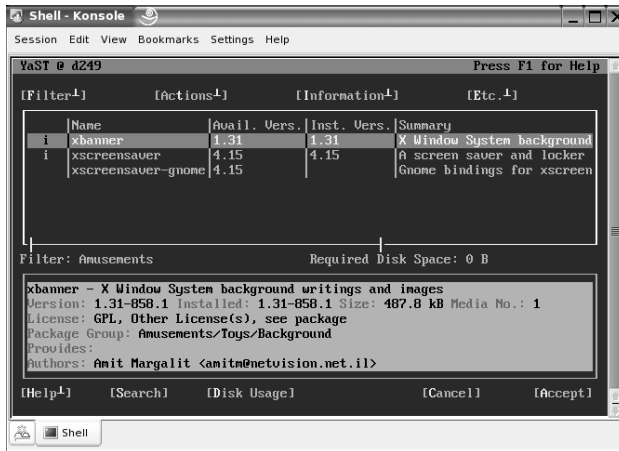 Shell - Konsole
Session Edit View Bookmarks Settings Help
YaST @ d249 Press F1 for Help
[Filter┴] [Actions┴] [Information┴] [Etc.┴]
|Name |Avail. Vers.|Inst. Vers.|Summary
i |xbanner |1.31 |1.31 |X Window System background
i |xscreensaver |4.15 |4.15 |A screen saver and locker
|xscreensaver-gnome|4.15 | |Gnome bindings for xscreen
Filter: Amusements Required Disk Space: 0 B
xbanner - X Window System background writings and images
Version: 1.31-858.1 Installed: 1.31-858.1 Size: 487.8 kB Media No.: 1
License: GPL, Other License(s), see package
Package Group: Amusements/Toys/Background
Provides:
Authors: Amit Margalit <amitm@netvision.net.il>
[Help┴] [Search] [Disk Usage] [Cancel] [Accept]
Shell